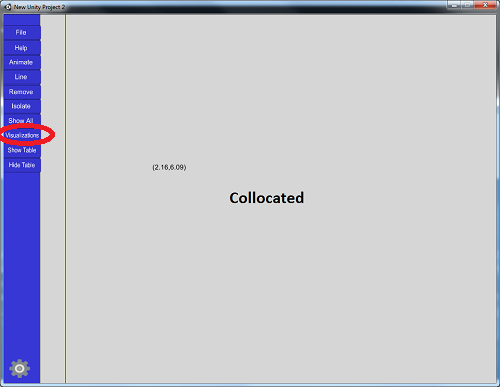 New Unity Project 2
File
Help
Animate
Line
Remove
Isolate
Show All
Visualizations
Show Table
Hide Table
(2.16,6.09)
Collocated